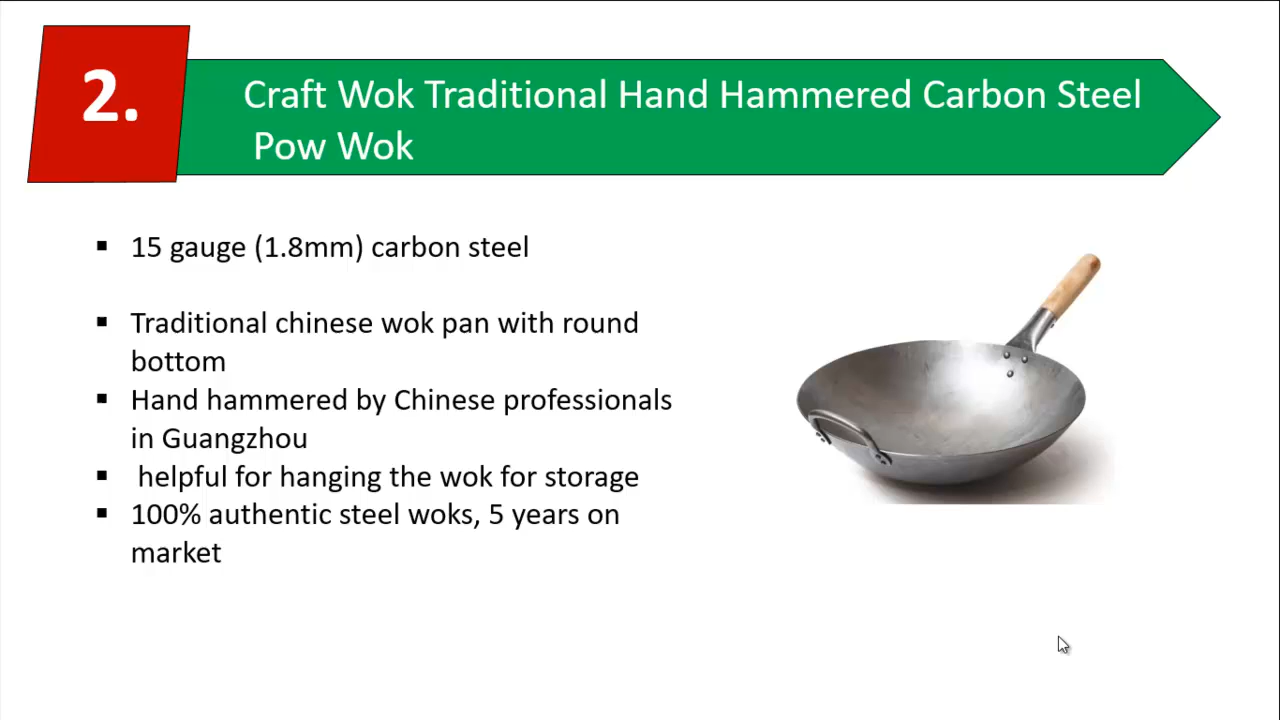 2.
Craft Wok Traditional Hand Hammered Carbon Steel
Pow Wok
▪ 15 gauge (1.8mm) carbon steel
▪ Traditional chinese wok pan with round
bottom
▪ Hand hammered by Chinese professionals
in Guangzhou
▪ helpful for hanging the wok for storage
▪ 100% authentic steel woks, 5 years on
market